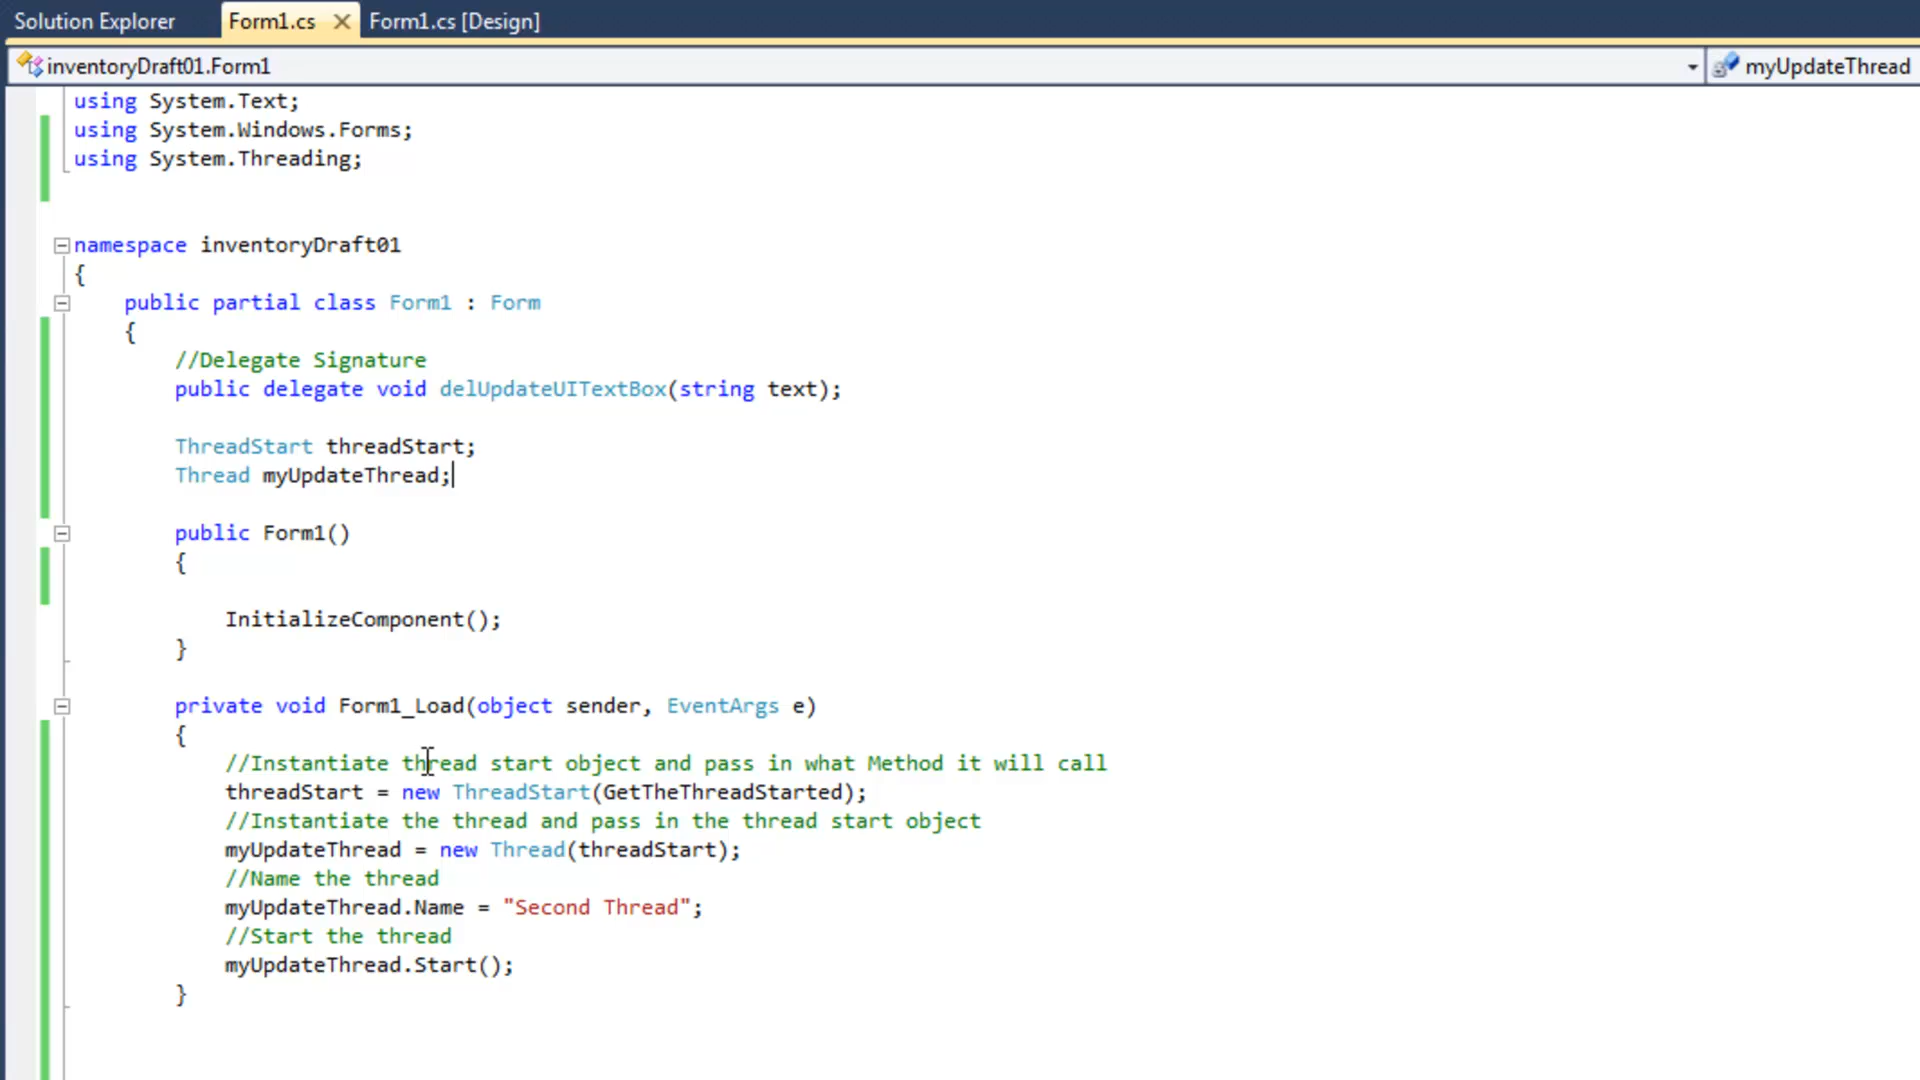 Solution Explorer Form1.cs Form1.cs [Design]
inventoryDraft01.Form1 myUpdateThread
using System.Text;
using System.Windows.Forms;
using System.Threading;
namespace inventoryDraft01
{
public partial class Form1 : Form
{
//Delegate Signature
public delegate void delUpdateUITextBox(string text);
ThreadStart threadStart;
Thread myUpdateThread;
public Form1()
{
InitializeComponent();
}
private void Form1_Load(object sender, EventArgs e)
{
//Instantiate thread start object and pass in what Method it will call
threadStart = new ThreadStart(GetTheThreadStarted);
//Instantiate the thread and pass in the thread start object
myUpdateThread = new Thread(threadStart);
//Name the thread
myUpdateThread.Name = "Second Thread";
//Start the thread
myUpdateThread.Start();
}